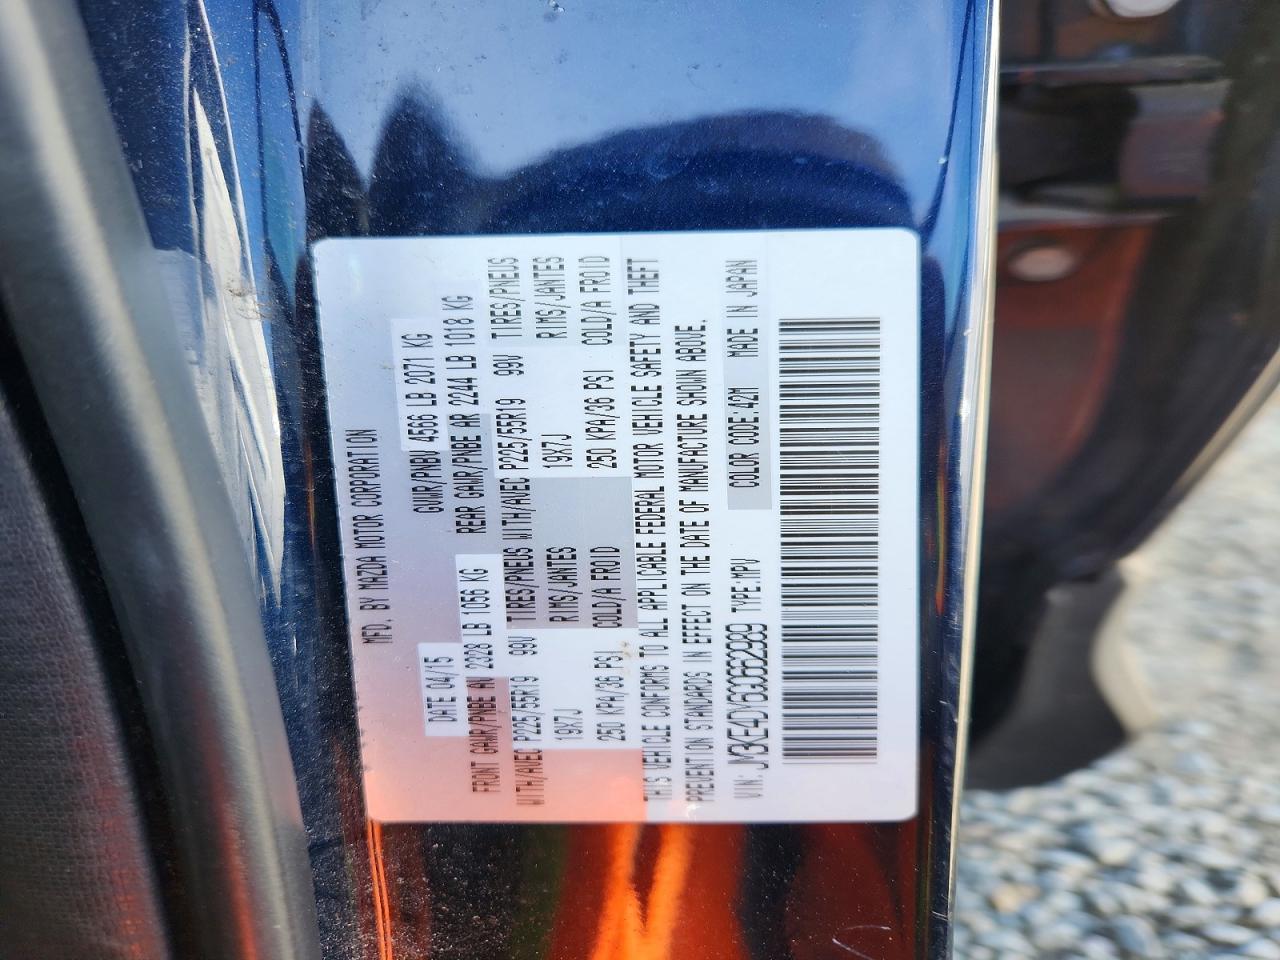 MFD. BY MAZDA MOTOR CORPORATION
DATE 04/15 GVWR/PNBV 4566 LB 2071 KG
FRONT GAWR/PNBE AV 2328 LB 1056 KG REAR GAWR/PNBE AR 2244 LB 1018 KG
WITH/AVEC P225/55R19 99V TIRES/PNEUS WITH/AVEC P225/55R19 99V TIRES/PNEUS
19X7J RIMS/JANTES 19X7J RIMS/JANTES
250 KPA/36 PSI COLD/A FROID 250 KPA/36 PSI COLD/A FROID
THIS VEHICLE CONFORMS TO ALL APPLICABLE FEDERAL MOTOR VEHICLE SAFETY AND THEFT
PREVENTION STANDARDS IN EFFECT ON THE DATE OF MANUFACTURE SHOWN ABOVE.
VIN: JM3KE4DY6G0662989 TYPE:MPV COLOR CODE:42M MADE IN JAPAN